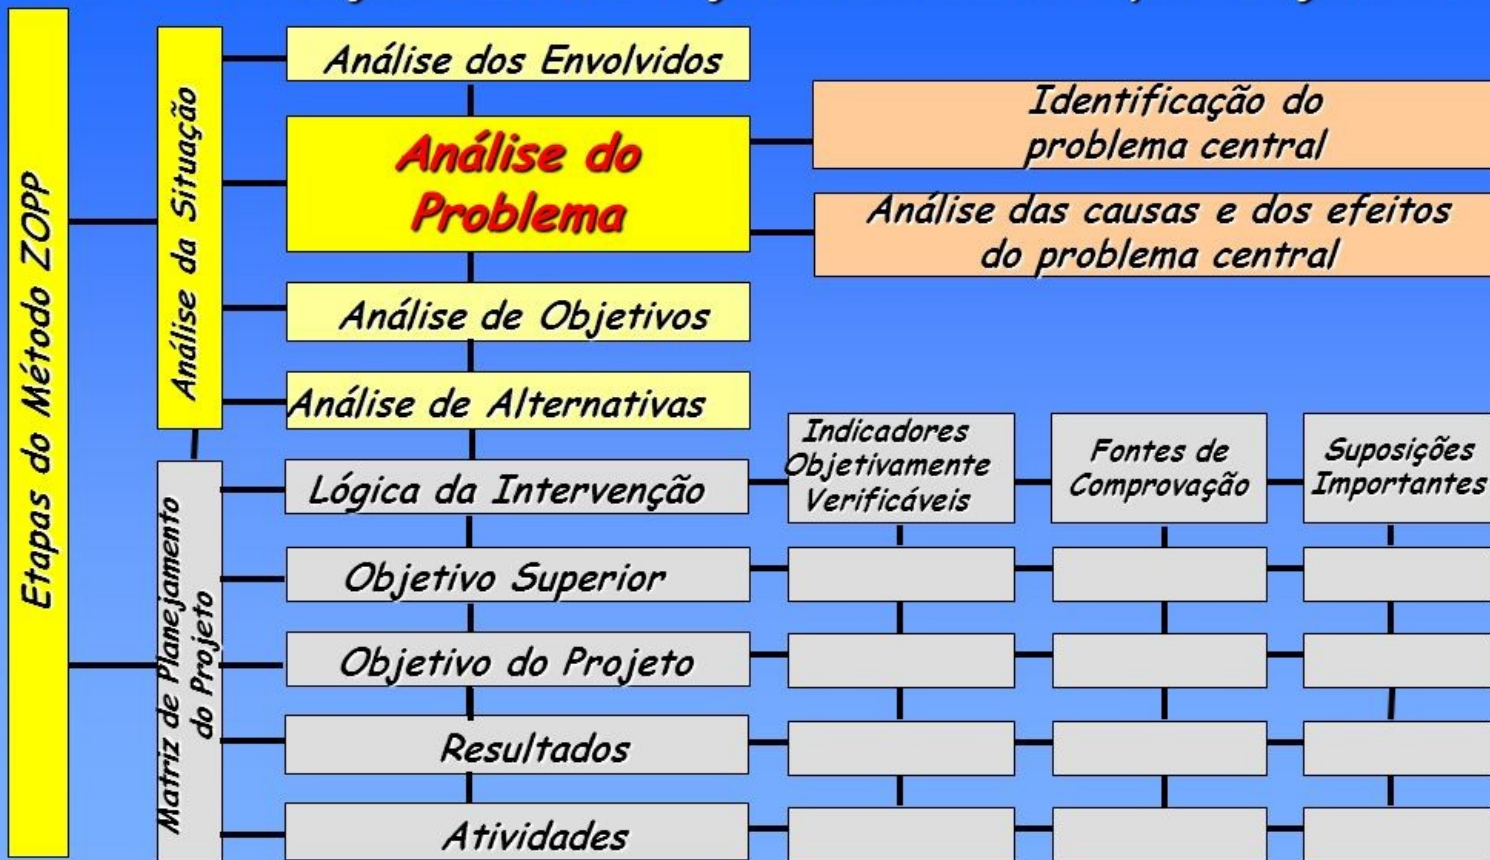 Etapas do Método ZOPP
Análise da Situação
Análise dos Envolvidos
Análise do
Problema
Identificação do
problema central
Análise das causas e dos efeitos
do problema central
Análise de Objetivos
Análise de Alternativas
Matriz de Planejamento
do Projeto
Lógica da Intervenção
Indicadores
Objetivamente
Verificáveis
Fontes de
Comprovação
Suposições
Importantes
Objetivo Superior
Objetivo do Projeto
Resultados
Atividades